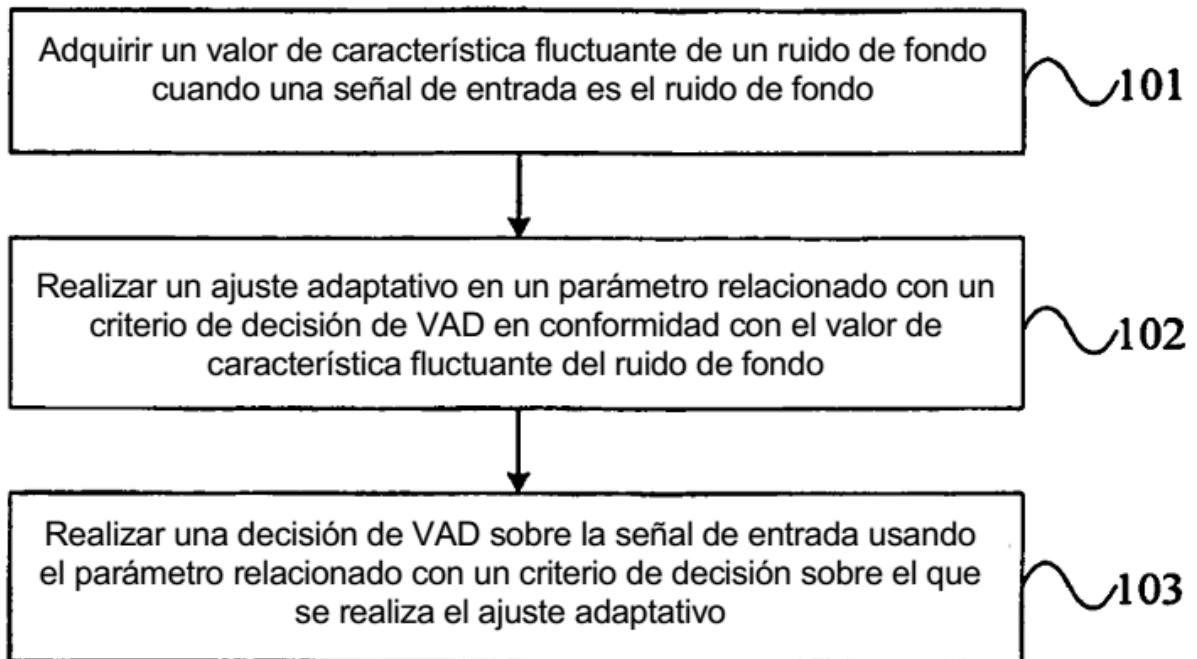 Adquirir un valor de característica fluctuante de un ruido de fondo
cuando una señal de entrada es el ruido de fondo
101
Realizar un ajuste adaptativo en un parámetro relacionado con un
criterio de decisión de VAD en conformidad con el valor de
característica fluctuante del ruido de fondo
102
Realizar una decisión de VAD sobre la señal de entrada usando
el parámetro relacionado con un criterio de decisión sobre el que
se realiza el ajuste adaptativo
103